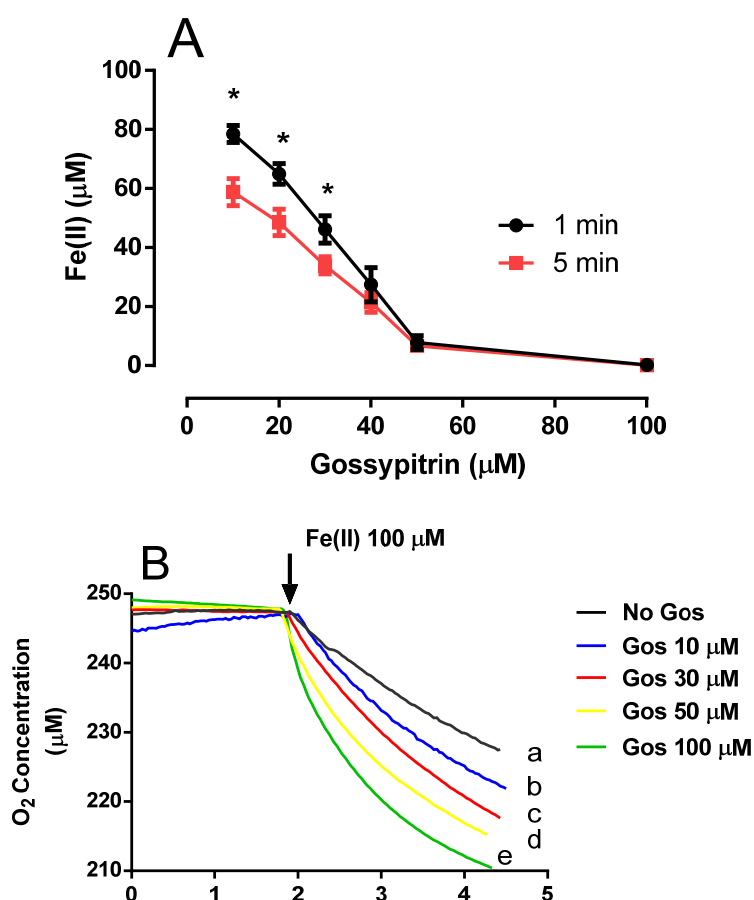 A
100
80
60
40
20
0
Fe(II) (μM)
*
*
*
1 min
5 min
0 20 40 60 80 100
Gossypitrin (μM)
B
Fe(II) 100 μM
250
240
230
220
210
O2 Concentration
(μM)
No Gos
Gos 10 μM
Gos 30 μM
Gos 50 μM
Gos 100 μM
a
b
c
d
e
0 1 2 3 4 5